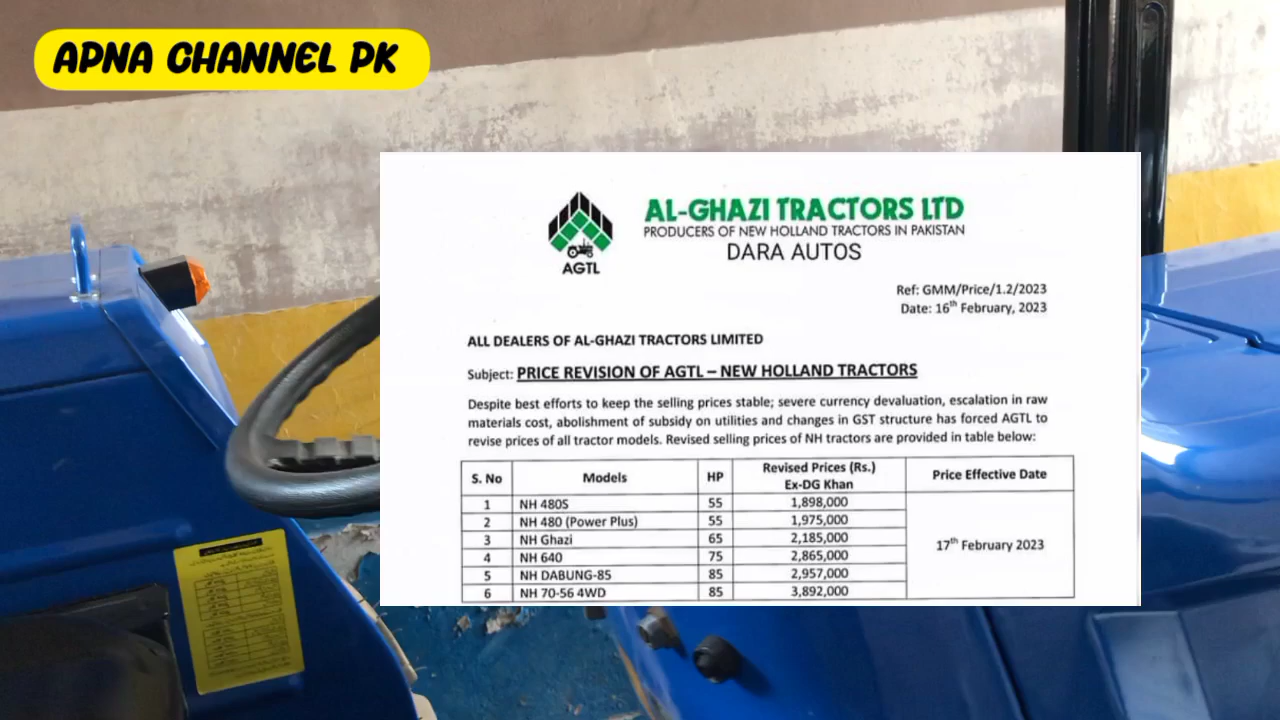 APNA CHANNEL PK
AL-GHAZI TRACTORS LTD
PRODUCERS OF NEW HOLLAND TRACTORS IN PAKISTAN
DARA AUTOS
AGTL
Ref: GMM/Price/1.2/2023
Date: 16th February, 2023
ALL DEALERS OF AL-GHAZI TRACTORS LIMITED
Subject: PRICE REVISION OF AGTL – NEW HOLLAND TRACTORS
Despite best efforts to keep the selling prices stable; severe currency devaluation, escalation in raw
materials cost, abolishment of subsidy on utilities and changes in GST structure has forced AGTL to
revise prices of all tractor models. Revised selling prices of NH tractors are provided in table below:
S. No Models HP Revised Prices (Rs.) Ex-DG Khan Price Effective Date
1 NH 480S 55 1,898,000
2 NH 480 (Power Plus) 55 1,975,000
3 NH Ghazi 65 2,185,000
17th February 2023
4 NH 640 75 2,865,000
5 NH DABUNG-85 85 2,957,000
6 NH 70-56 4WD 85 3,892,000